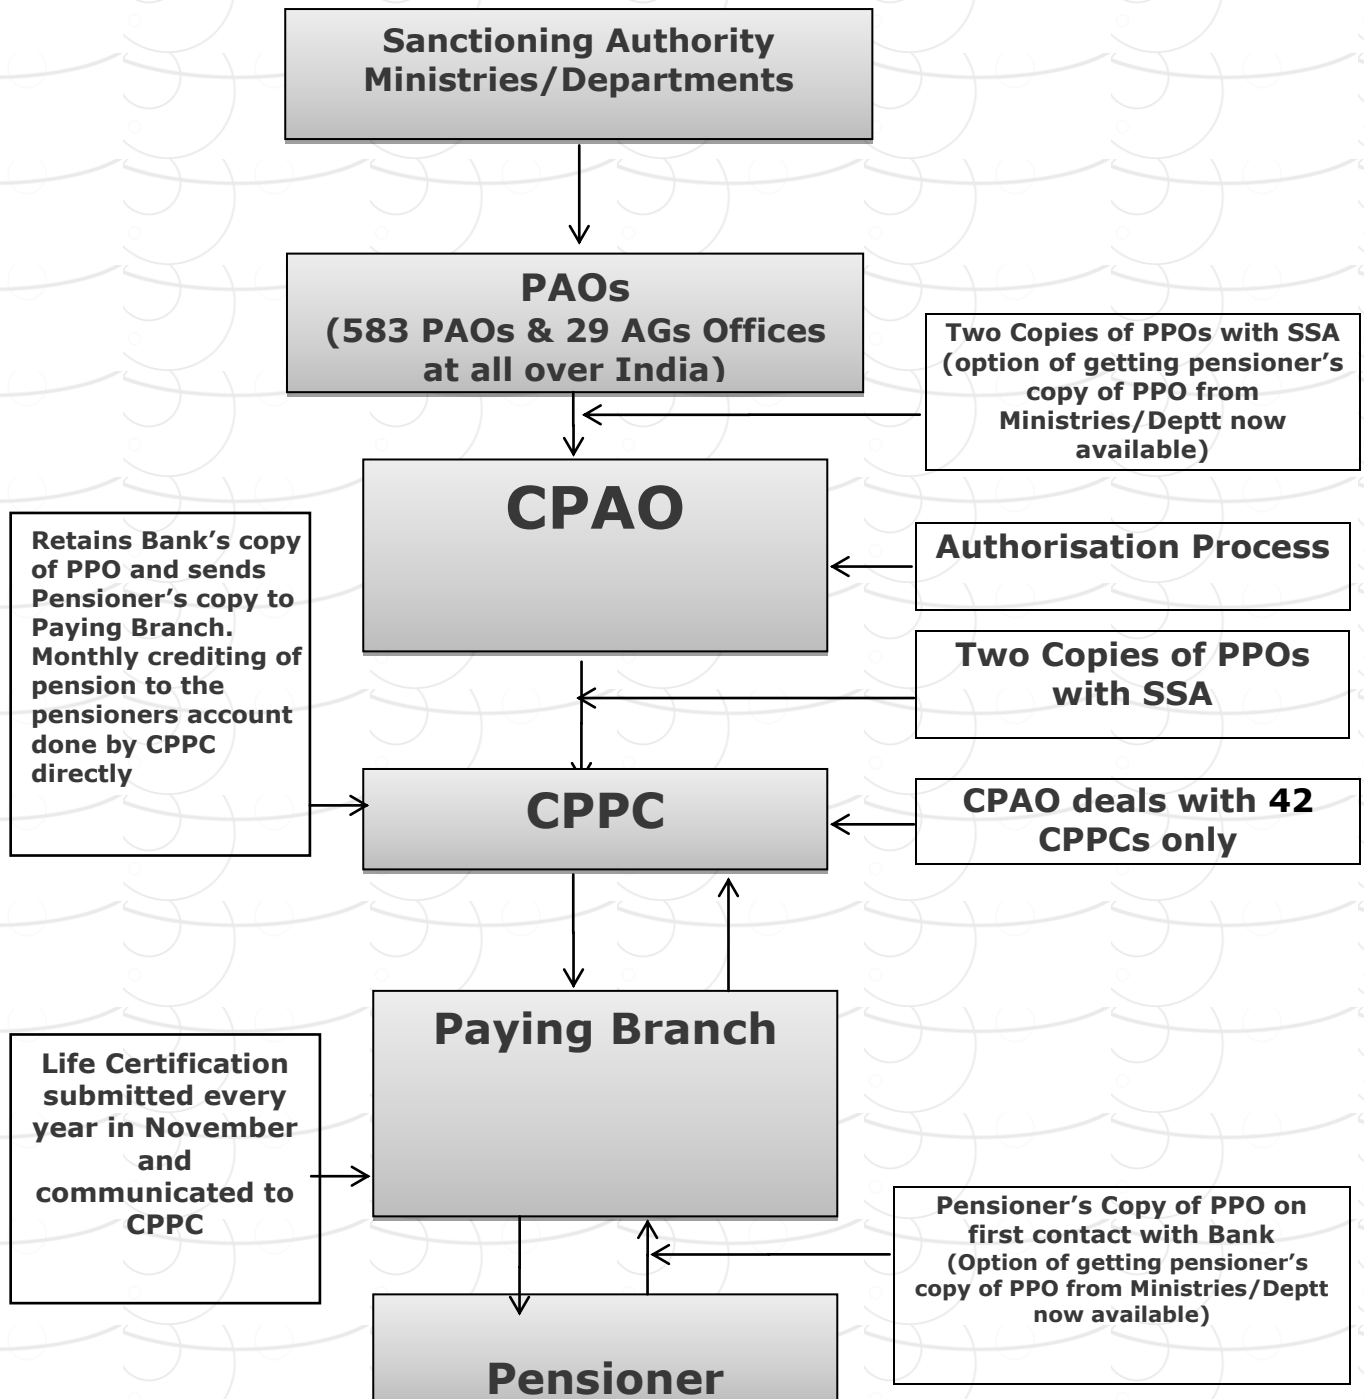 Sanctioning Authority
Ministries/Departments
PAOs
(583 PAOs & 29 AGs Offices
at all over India)
Two Copies of PPOs with SSA
(option of getting pensioner’s
copy of PPO from
Ministries/Deptt now
available)
CPAO
Authorisation Process
Retains Bank’s copy
of PPO and sends
Pensioner’s copy to
Paying Branch.
Monthly crediting of
pension to the
pensioners account
done by CPPC
directly
Two Copies of PPOs
with SSA
CPPC
CPAO deals with 42
CPPCs only
Paying Branch
Life Certification
submitted every
year in November
and
communicated to
CPPC
Pensioner’s Copy of PPO on
first contact with Bank
(Option of getting pensioner’s
copy of PPO from Ministries/Deptt
now available)
Pensioner